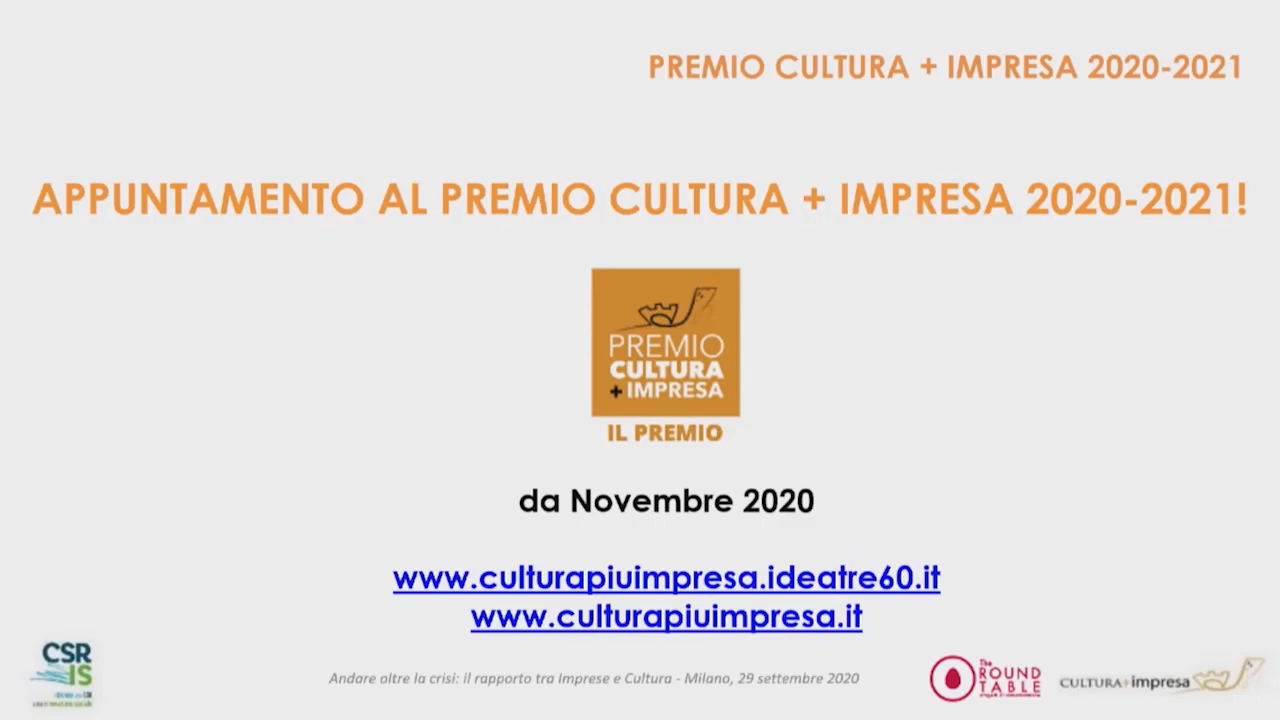 PREMIO CULTURA + IMPRESA 2020-2021
APPUNTAMENTO AL PREMIO CULTURA + IMPRESA 2020-2021!
PREMIO
CULTURA
+ IMPRESA
IL PREMIO
da Novembre 2020
www.culturapiuimpresa.ideatre60.it
www.culturapiuimpresa.it
CSR
IS
Andare oltre la crisi: il rapporto tra Imprese e Cultura - Milano, 29 settembre 2020
The
ROUND
TABLE
CULTURA+impresa